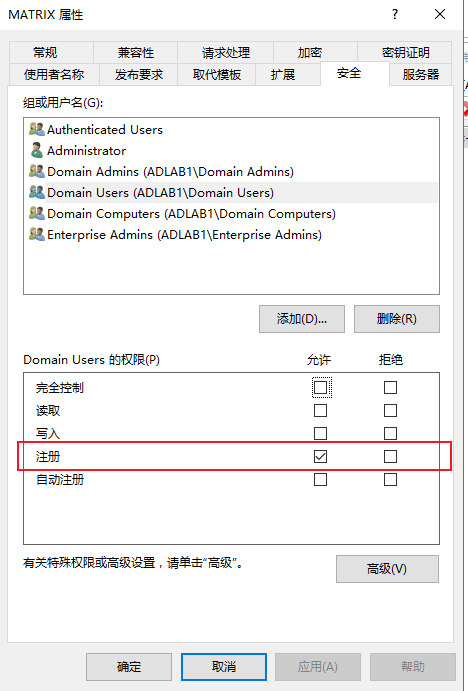 MATRIX 属性
?
常规 兼容性 请求处理 加密 密钥证明
使用者名称 发布要求 取代模板 扩展 安全 服务器
组或用户名(G):
Authenticated Users
Administrator
Domain Admins (ADLAB1\Domain Admins)
Domain Users (ADLAB1\Domain Users)
Domain Computers (ADLAB1\Domain Computers)
Enterprise Admins (ADLAB1\Enterprise Admins)
添加(D)... 删除(R)
Domain Users 的权限(P) 允许 拒绝
完全控制
读取
写入
注册
自动注册
有关特殊权限或高级设置，请单击“高级”。
高级(V)
确定 取消 应用(A) 帮助